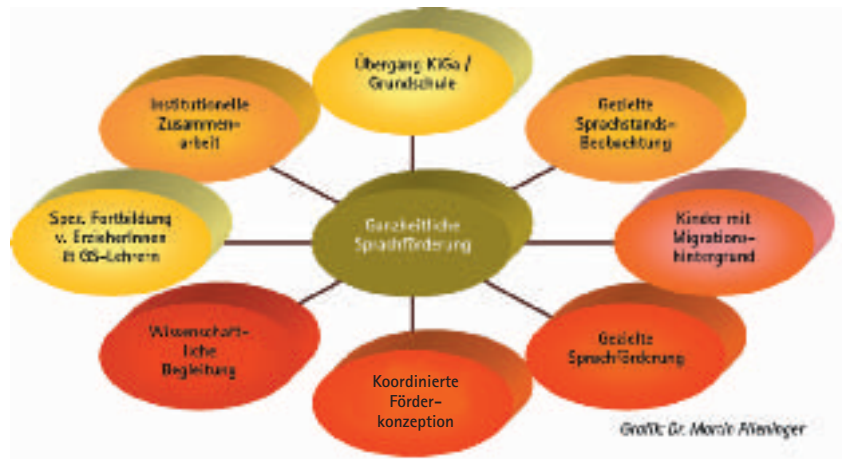 Übergang KiGa /
Grundschule
Institutionelle
Zusammen-
arbeit
Gezielte
Sprachstands-
Beobachtung
Spez. Fortbildung
v. ErzieherInnen
& GS-Lehrern
Ganzheitliche
Sprachförderung
Kinder mit
Migrations-
hintergrund
Wissenschaft-
liche
Begleitung
Koordinierte
Förder-
konzeption
Gezielte
Sprachförderung
Grafik: Dr. Martin Plieninger